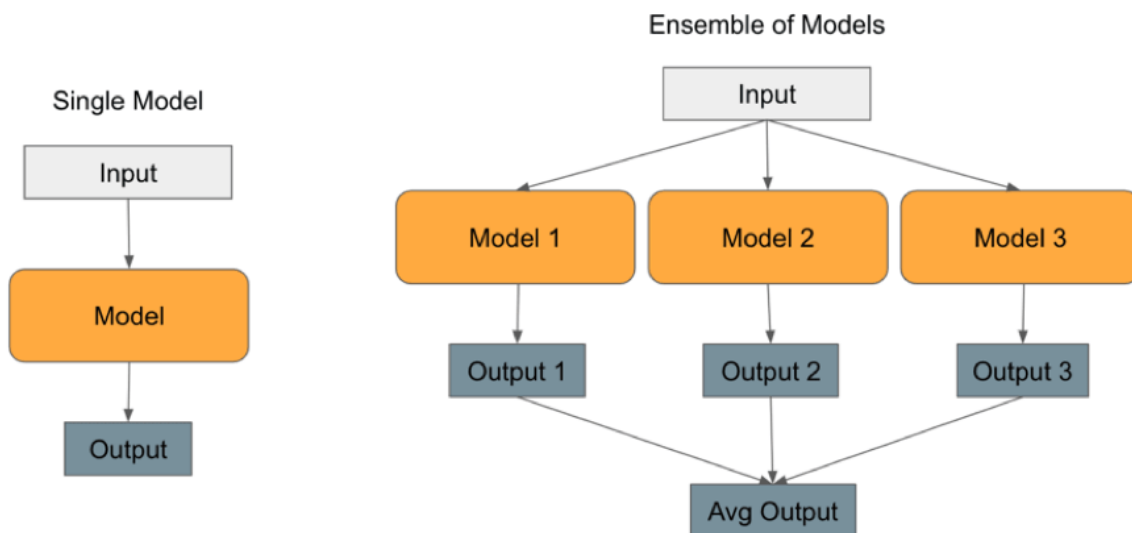 Single Model
Input
Model
Output
Ensemble of Models
Input
Model 1
Model 2
Model 3
Output 1
Output 2
Output 3
Avg Output